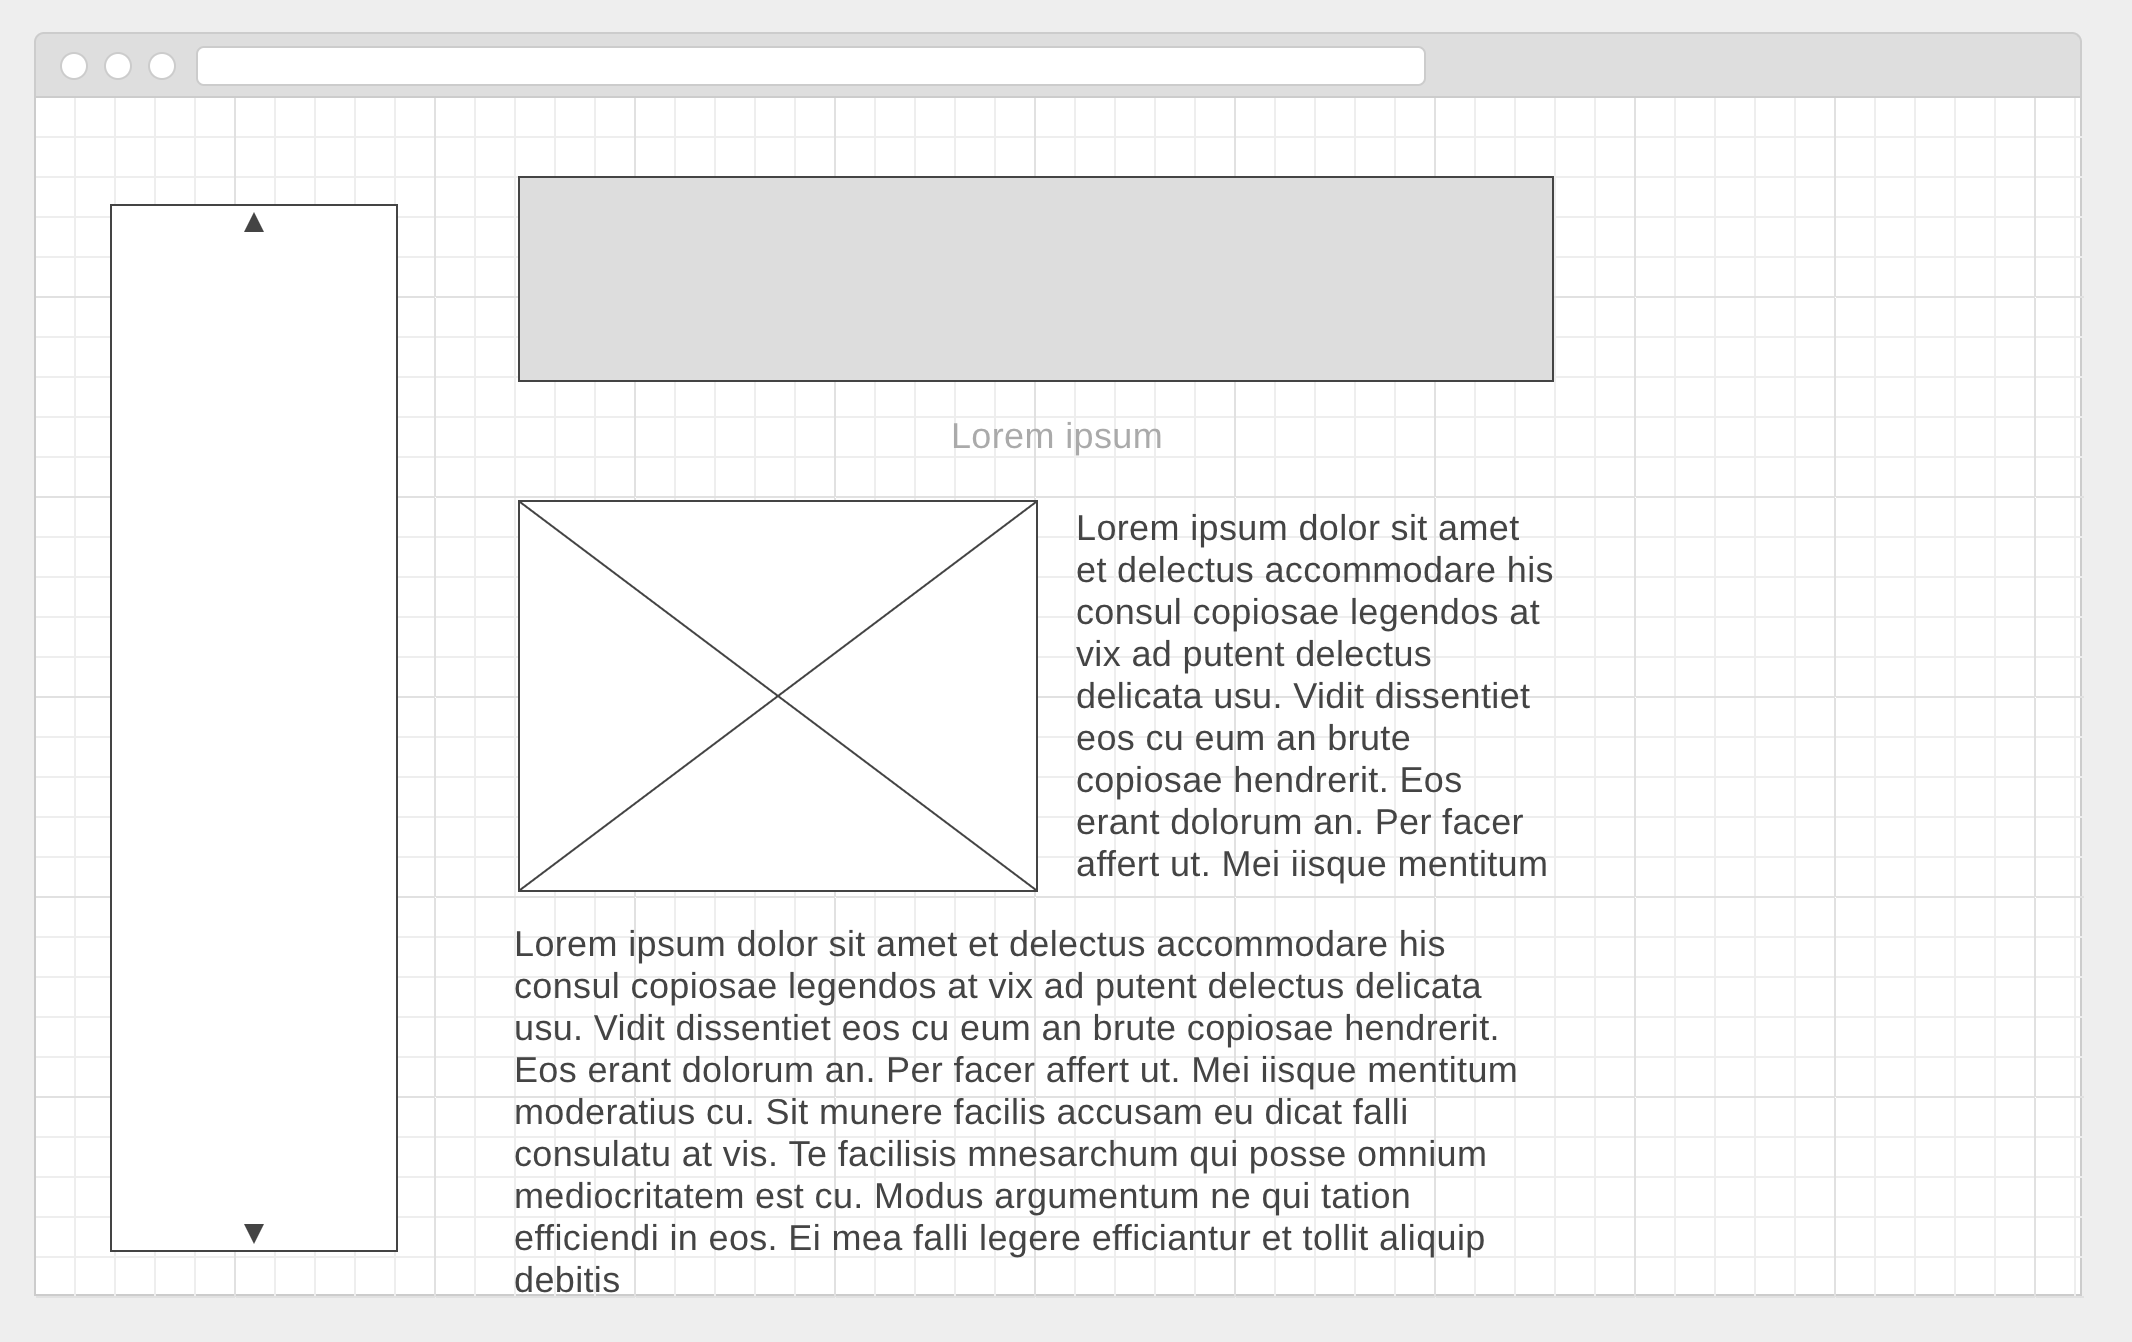 Lorem ipsum
Lorem ipsum dolor sit amet
et delectus accommodare his
consul copiosae legendos at
vix ad putent delectus
delicata usu. Vidit dissentiet
eos cu eum an brute
copiosae hendrerit. Eos
erant dolorum an. Per facer
affert ut. Mei iisque mentitum
Lorem ipsum dolor sit amet et delectus accommodare his
consul copiosae legendos at vix ad putent delectus delicata
usu. Vidit dissentiet eos cu eum an brute copiosae hendrerit.
Eos erant dolorum an. Per facer affert ut. Mei iisque mentitum
moderatius cu. Sit munere facilis accusam eu dicat falli
consulatu at vis. Te facilisis mnesarchum qui posse omnium
mediocritatem est cu. Modus argumentum ne qui tation
efficiendi in eos. Ei mea falli legere efficiantur et tollit aliquip
debitis